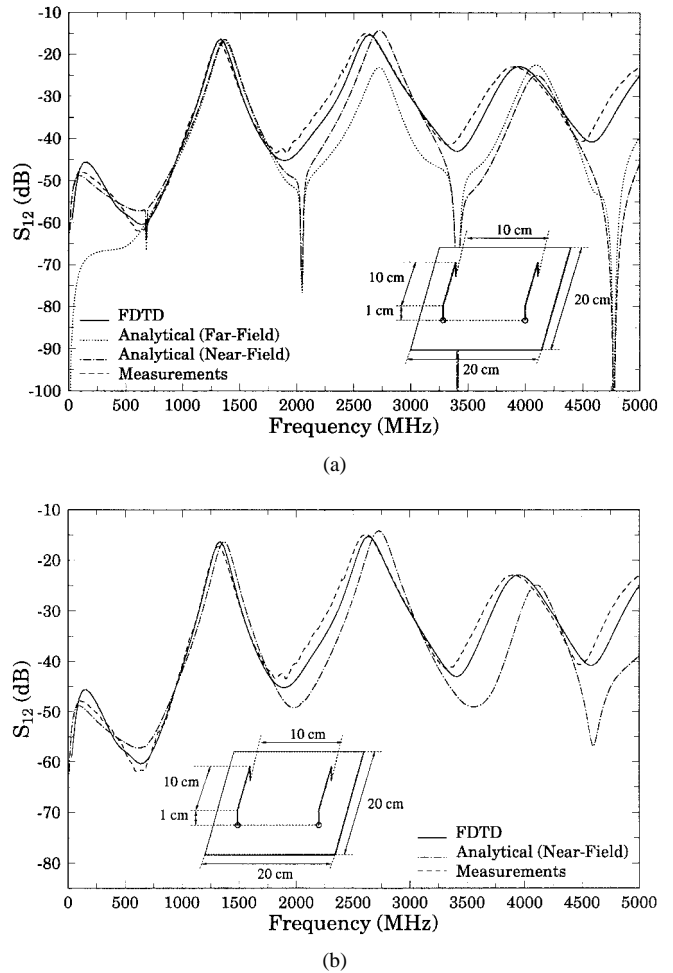 -10
-20
-30
-40
-50
-60
-70
-80
-90
-100
S12 (dB)
10 cm
10 cm
1 cm
20 cm
20 cm
FDTD
Analytical (Far-Field)
Analytical (Near-Field)
Measurements
0 500 1000 1500 2000 2500 3000 3500 4000 4500 5000
Frequency (MHz)
(a)
-10
-20
-30
-40
-50
-60
-70
-80
S12 (dB)
10 cm
10 cm
1 cm
20 cm
20 cm
FDTD
Analytical (Near-Field)
Measurements
0 500 1000 1500 2000 2500 3000 3500 4000 4500 5000
Frequency (MHz)
(b)